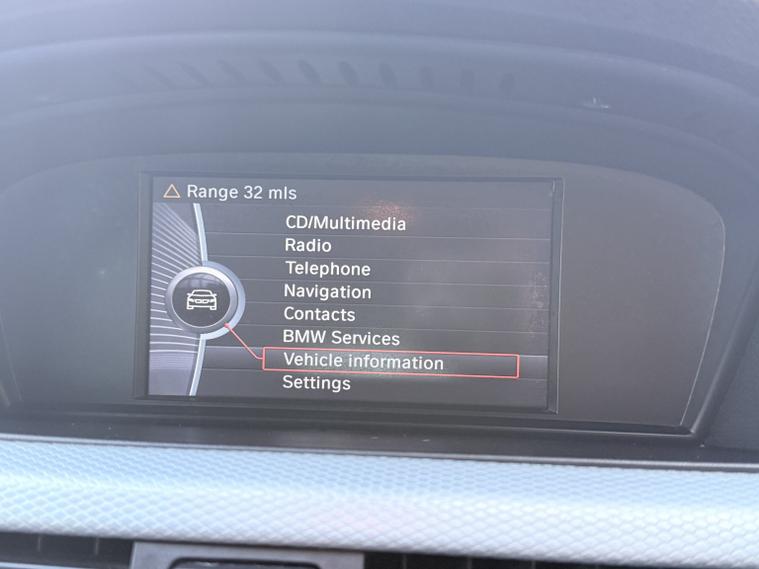 Range 32 mls
CD/Multimedia
Radio
Telephone
Navigation
Contacts
BMW Services
Vehicle information
Settings